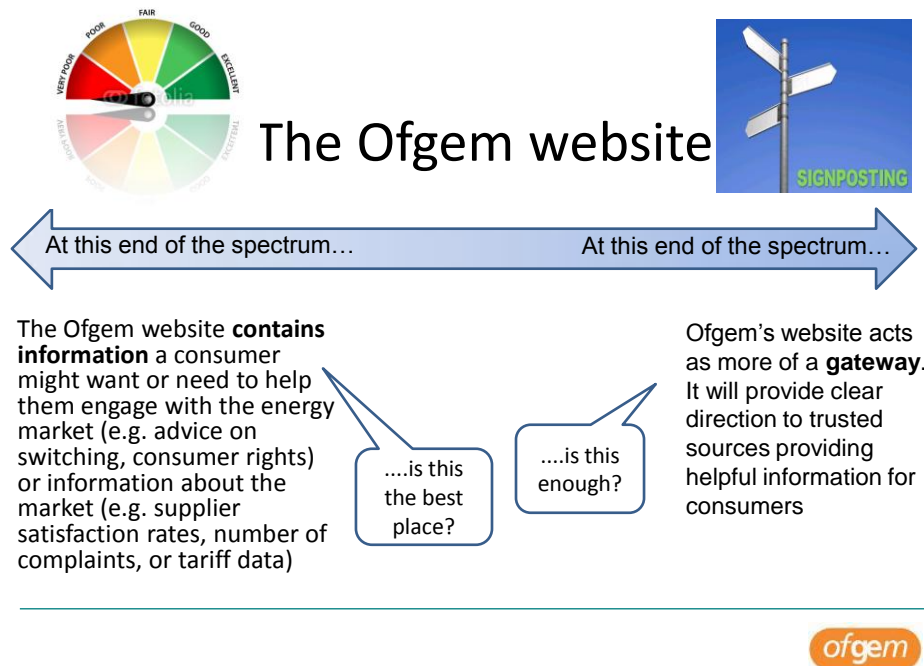 VERY POOR
POOR
FAIR
GOOD
EXCELLENT
The Ofgem website
SIGNPOSTING
At this end of the spectrum…
At this end of the spectrum…
The Ofgem website contains
information a consumer
might want or need to help
them engage with the energy
market (e.g. advice on
switching, consumer rights)
or information about the
market (e.g. supplier
satisfaction rates, number of
complaints, or tariff data)
....is this
the best
place?
....is this
enough?
Ofgem’s website acts
as more of a gateway.
It will provide clear
direction to trusted
sources providing
helpful information for
consumers
ofgem